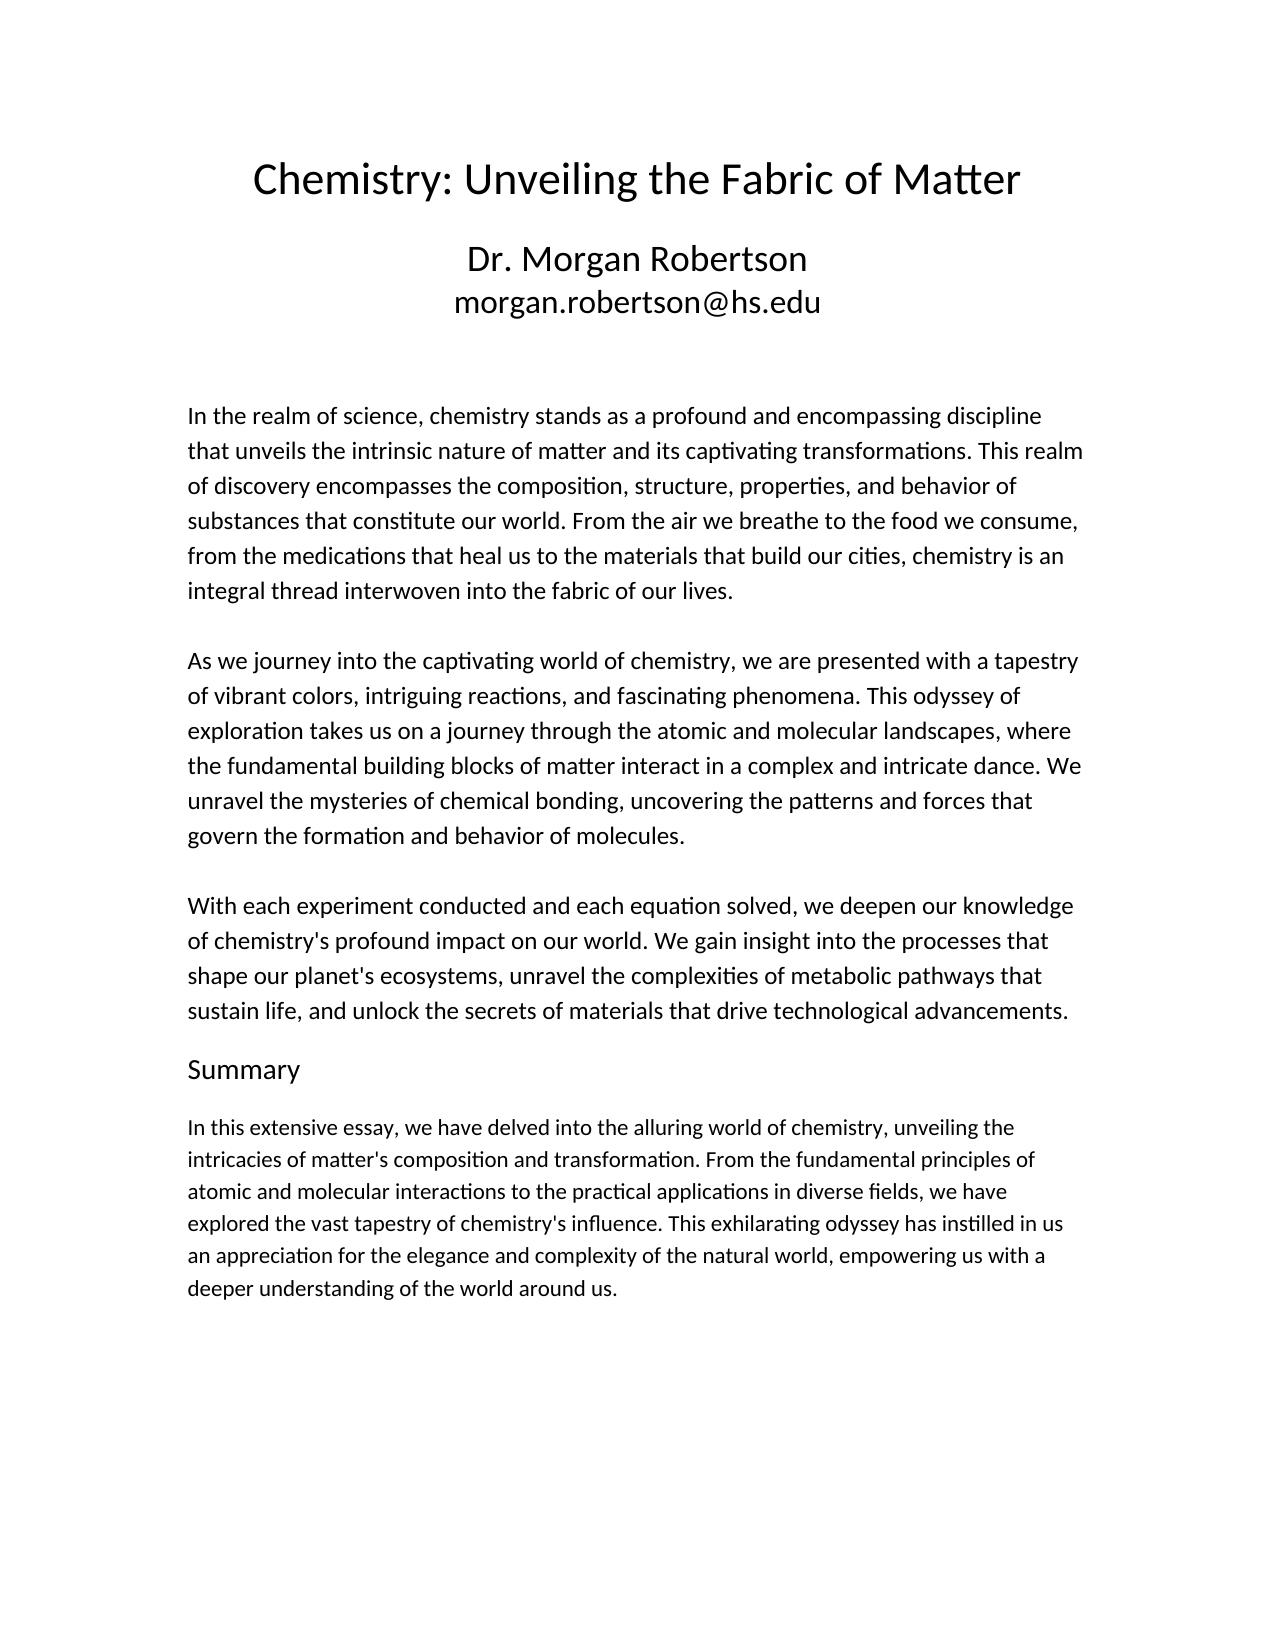 Chemistry: Unveiling the Fabric of Matter
Dr. Morgan Robertson
morgan.robertson@hs.edu
In the realm of science, chemistry stands as a profound and encompassing discipline
that unveils the intrinsic nature of matter and its captivating transformations. This realm
of discovery encompasses the composition, structure, properties, and behavior of
substances that constitute our world. From the air we breathe to the food we consume,
from the medications that heal us to the materials that build our cities, chemistry is an
integral thread interwoven into the fabric of our lives.
As we journey into the captivating world of chemistry, we are presented with a tapestry
of vibrant colors, intriguing reactions, and fascinating phenomena. This odyssey of
exploration takes us on a journey through the atomic and molecular landscapes, where
the fundamental building blocks of matter interact in a complex and intricate dance. We
unravel the mysteries of chemical bonding, uncovering the patterns and forces that
govern the formation and behavior of molecules.
With each experiment conducted and each equation solved, we deepen our knowledge
of chemistry's profound impact on our world. We gain insight into the processes that
shape our planet's ecosystems, unravel the complexities of metabolic pathways that
sustain life, and unlock the secrets of materials that drive technological advancements.
Summary
In this extensive essay, we have delved into the alluring world of chemistry, unveiling the
intricacies of matter's composition and transformation. From the fundamental principles of
atomic and molecular interactions to the practical applications in diverse fields, we have
explored the vast tapestry of chemistry's influence. This exhilarating odyssey has instilled in us
an appreciation for the elegance and complexity of the natural world, empowering us with a
deeper understanding of the world around us.